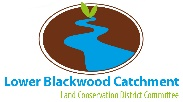 Lower Blackwood Catchment
Land Conservation District Committee